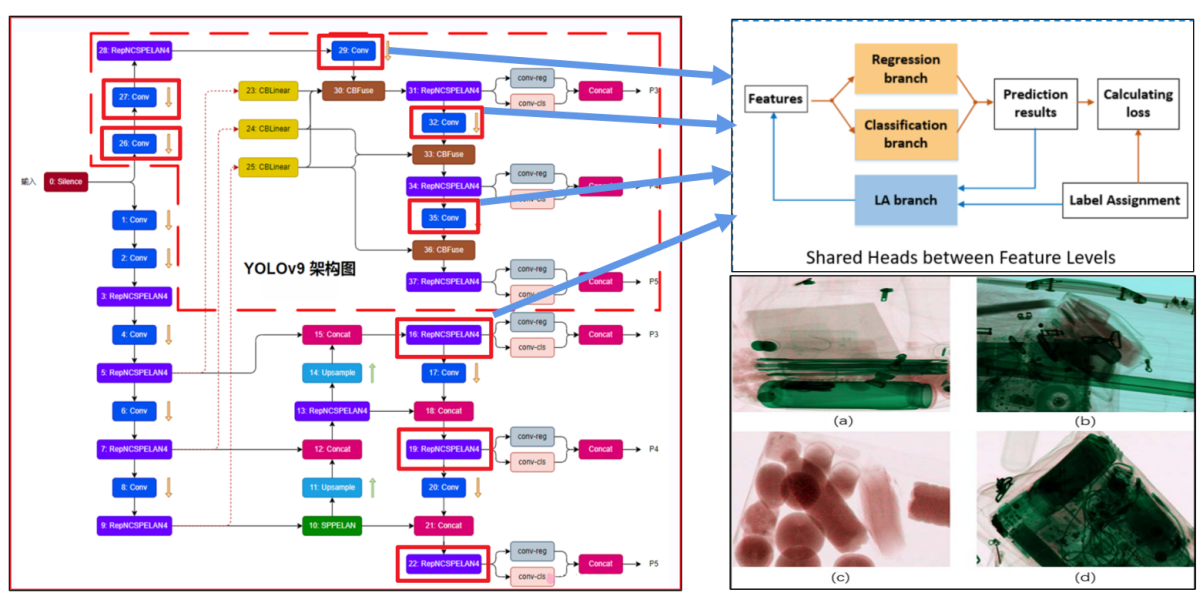 28: RepNCSPELAN4
29: Conv
27: Conv
23: CBLinear
30: CBFuse
31: RepNCSPELAN4
conv-reg
conv-cls
Concat
P3
26: Conv
24: CBLinear
32: Conv
25: CBLinear
33: CBFuse
输入
0: Silence
34: RepNCSPELAN4
conv-reg
conv-cls
1: Conv
35: Conv
2: Conv
36: CBFuse
YOLOv9 架构图
3: RepNCSPELAN4
37: RepNCSPELAN4
conv-reg
conv-cls
Concat
P5
4: Conv
15: Concat
16: RepNCSPELAN4
conv-reg
conv-cls
Concat
P3
5: RepNCSPELAN4
14: Upsample
17: Conv
6: Conv
13: RepNCSPELAN4
18: Concat
7: RepNCSPELAN4
12: Concat
19: RepNCSPELAN4
conv-reg
conv-cls
Concat
P4
8: Conv
11: Upsample
20: Conv
9: RepNCSPELAN4
10: SPPELAN
21: Concat
22: RepNCSPELAN4
conv-reg
conv-cls
Concat
P5
Features
Regression
branch
Classification
branch
Prediction
results
Calculating
loss
LA branch
Label Assignment
Shared Heads between Feature Levels
(a)
(b)
(c)
(d)